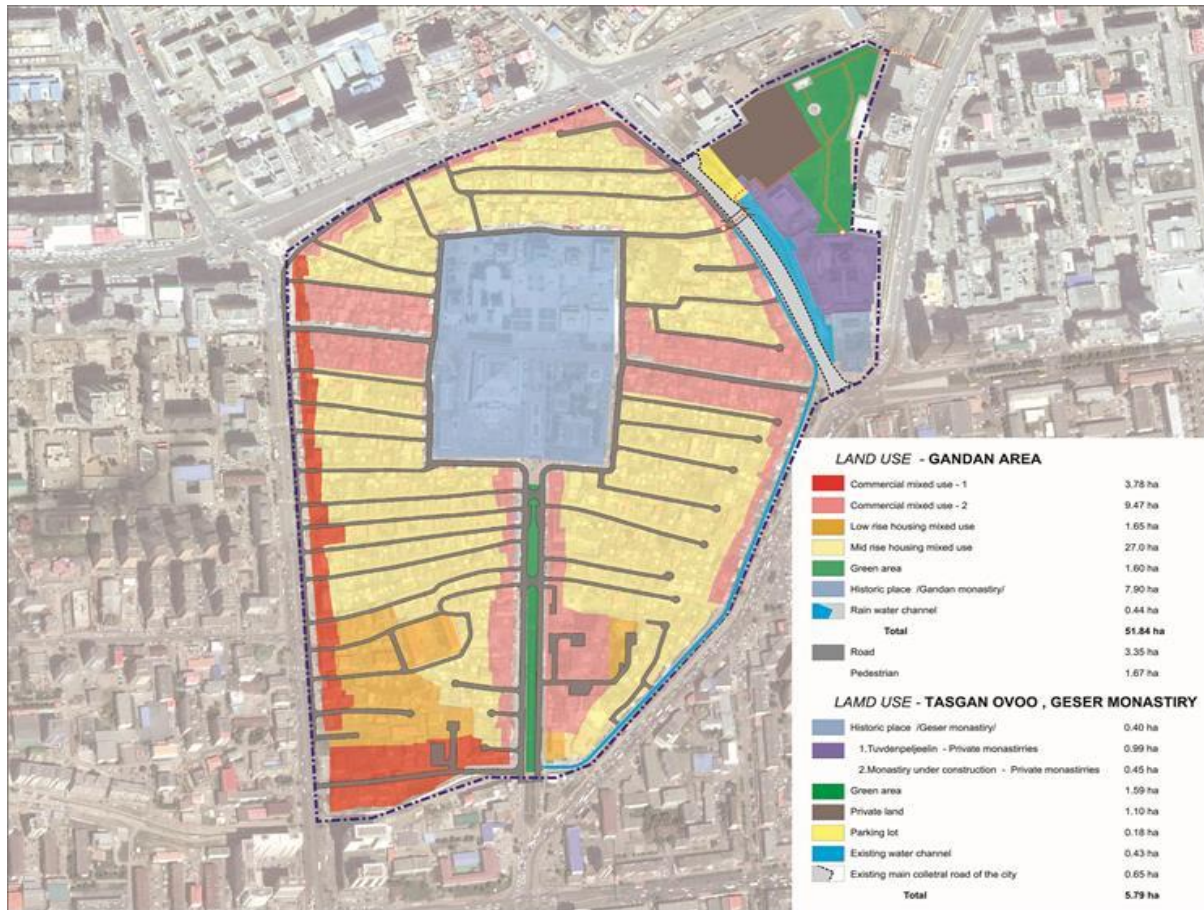 LAND USE - GANDAN AREA
Commercial mixed use - 1 3.78 ha
Commercial mixed use - 2 9.47 ha
Low rise housing mixed use 1.65 ha
Mid rise housing mixed use 27.0 ha
Green area 1.60 ha
Historic place /Gandan monastiry/ 7.90 ha
Rain water channel 0.44 ha
Total 51.84 ha
Road 3.35 ha
Pedestrian 1.67 ha
LAMD USE - TASGAN OVOO , GESER MONASTIRY
Historic place /Geser monastiry/ 0.40 ha
1.Tuvdenpeljeelin - Private monastirries 0.99 ha
2.Monastiry under construction - Private monastirries 0.45 ha
Green area 1.59 ha
Private land 1.10 ha
Parking lot 0.18 ha
Existing water channel 0.43 ha
Existing main colletral road of the city 0.65 ha
Total 5.79 ha